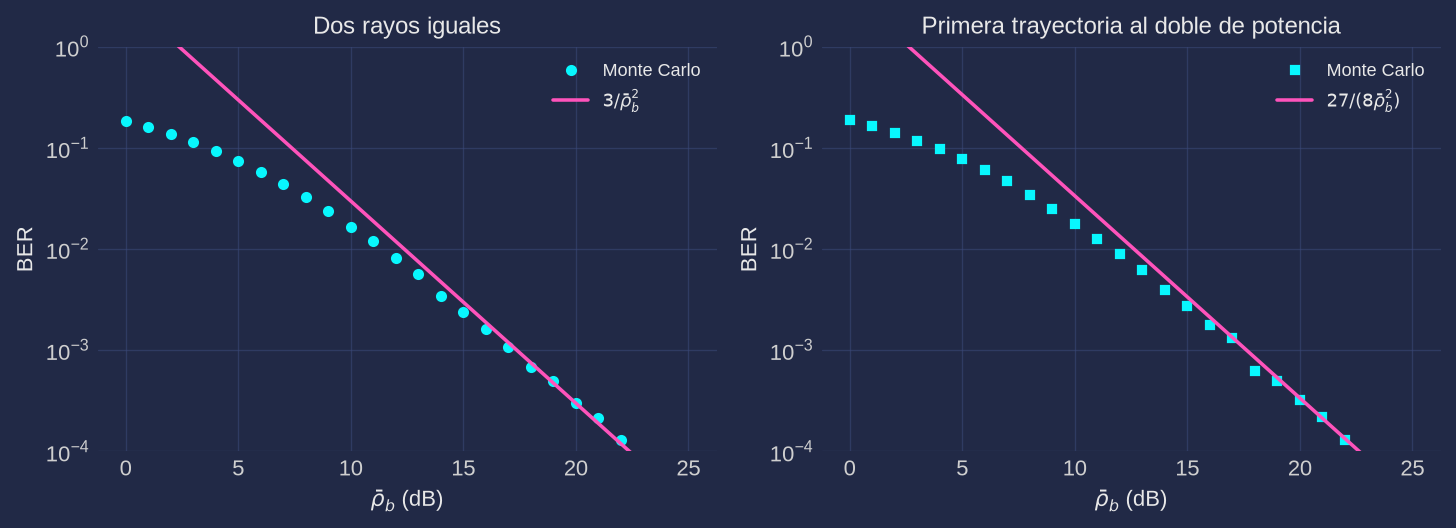 Dos rayos iguales
Monte Carlo
3/ρ̄_b^2
BER
10^0
10^−1
10^−2
10^−3
10^−4
0 5 10 15 20 25
ρ̄_b (dB)
Primera trayectoria al doble de potencia
Monte Carlo
27/(8ρ̄_b^2)
BER
10^0
10^−1
10^−2
10^−3
10^−4
0 5 10 15 20 25
ρ̄_b (dB)